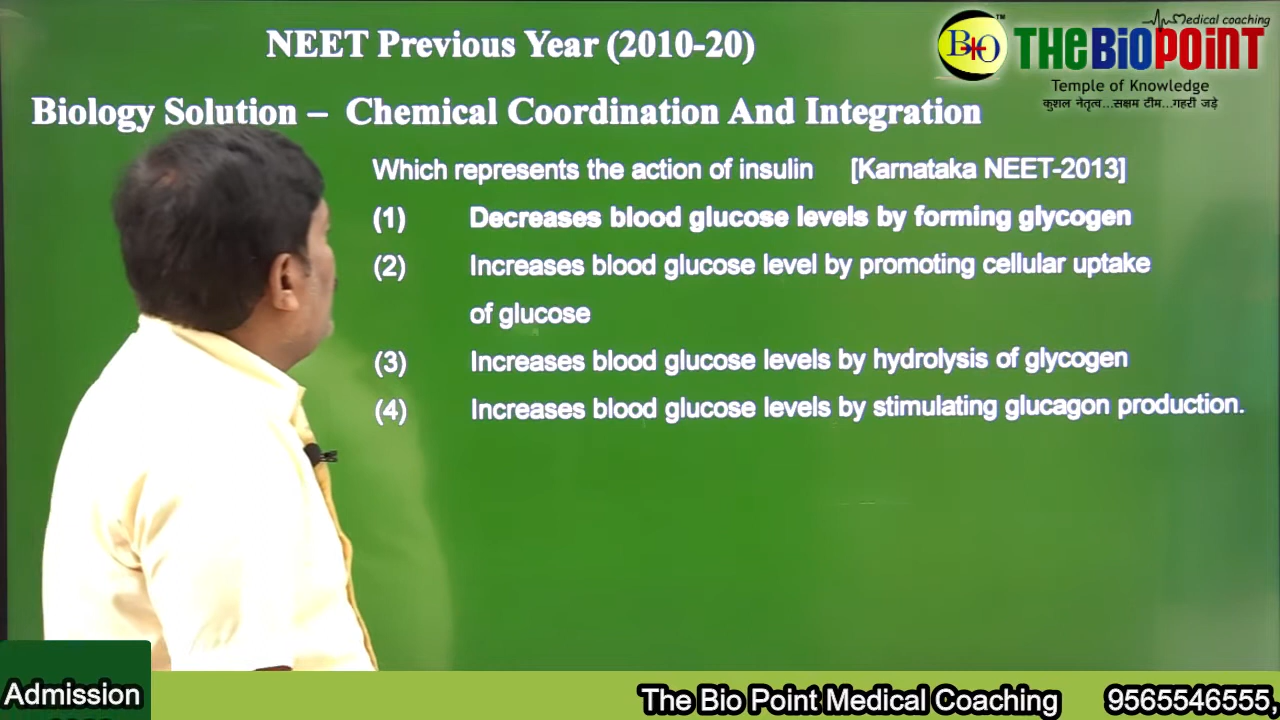 NEET Previous Year (2010-20)
Medical coaching
B+O THEBiOPOiNT
TM
Temple of Knowledge
कुशल नेतृत्व...सक्षम टीम...गहरी जड़े
Biology Solution – Chemical Coordination And Integration
Which represents the action of insulin [Karnataka NEET-2013]
(1) Decreases blood glucose levels by forming glycogen
(2) Increases blood glucose level by promoting cellular uptake
of glucose
(3) Increases blood glucose levels by hydrolysis of glycogen
(4) Increases blood glucose levels by stimulating glucagon production.
Admission
The Bio Point Medical Coaching 9565546555,